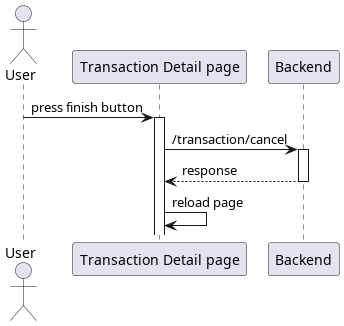 User
Transaction Detail page
Backend
press finish button
/transaction/cancel
response
reload page
User
Transaction Detail page
Backend